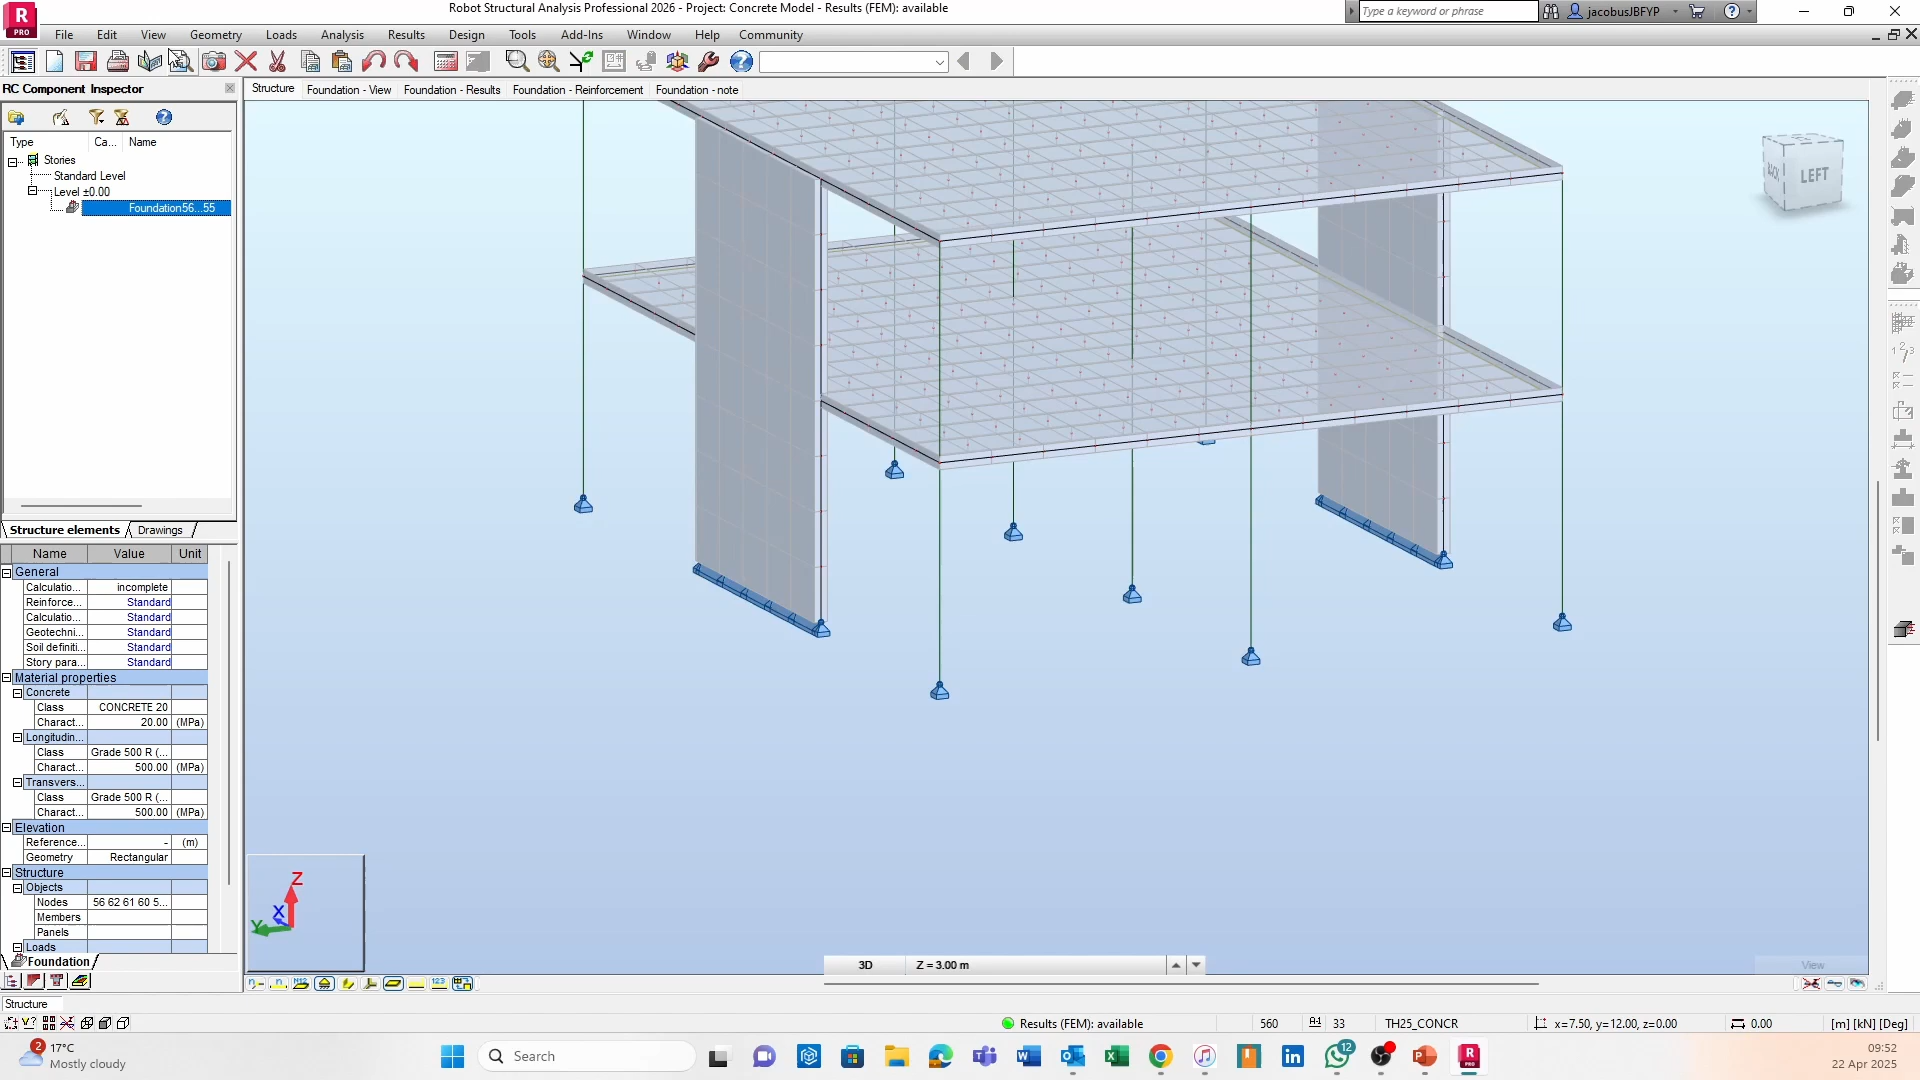 R
PRO
Robot Structural Analysis Professional 2026 - Project: Concrete Model - Results (FEM): available
Type a keyword or phrase
jacobusJBFYP
File Edit View Geometry Loads Analysis Results Design Tools Add-Ins Window Help Community
RC Component Inspector
Structure Foundation - View Foundation - Results Foundation - Reinforcement Foundation - note
Type Ca... Name
Stories
Standard Level
Level ±0.00
Foundation56...55
BACK LEFT
Structure elements Drawings
Name Value Unit
General
Calculatio... incomplete
Reinforce... Standard
Calculatio... Standard
Geotechni... Standard
Soil definiti... Standard
Story para... Standard
Material properties
Concrete
Class CONCRETE 20
Charact... 20.00 (MPa)
Longitudin...
Class Grade 500 R (...
Charact... 500.00 (MPa)
Transvers...
Class Grade 500 R (...
Charact... 500.00 (MPa)
Elevation
Reference... - (m)
Geometry Rectangular
Structure
Objects
Nodes 56 62 61 60 5...
Members
Panels
Loads
Foundation
Z
X
Y
3D Z = 3.00 m
View
Structure
Results (FEM): available 560 33 TH25_CONCR x=7.50, y=12.00, z=0.00 0.00 [m] [kN] [Deg]
2
17°C
Mostly cloudy
Search
12
09:52
22 Apr 2025